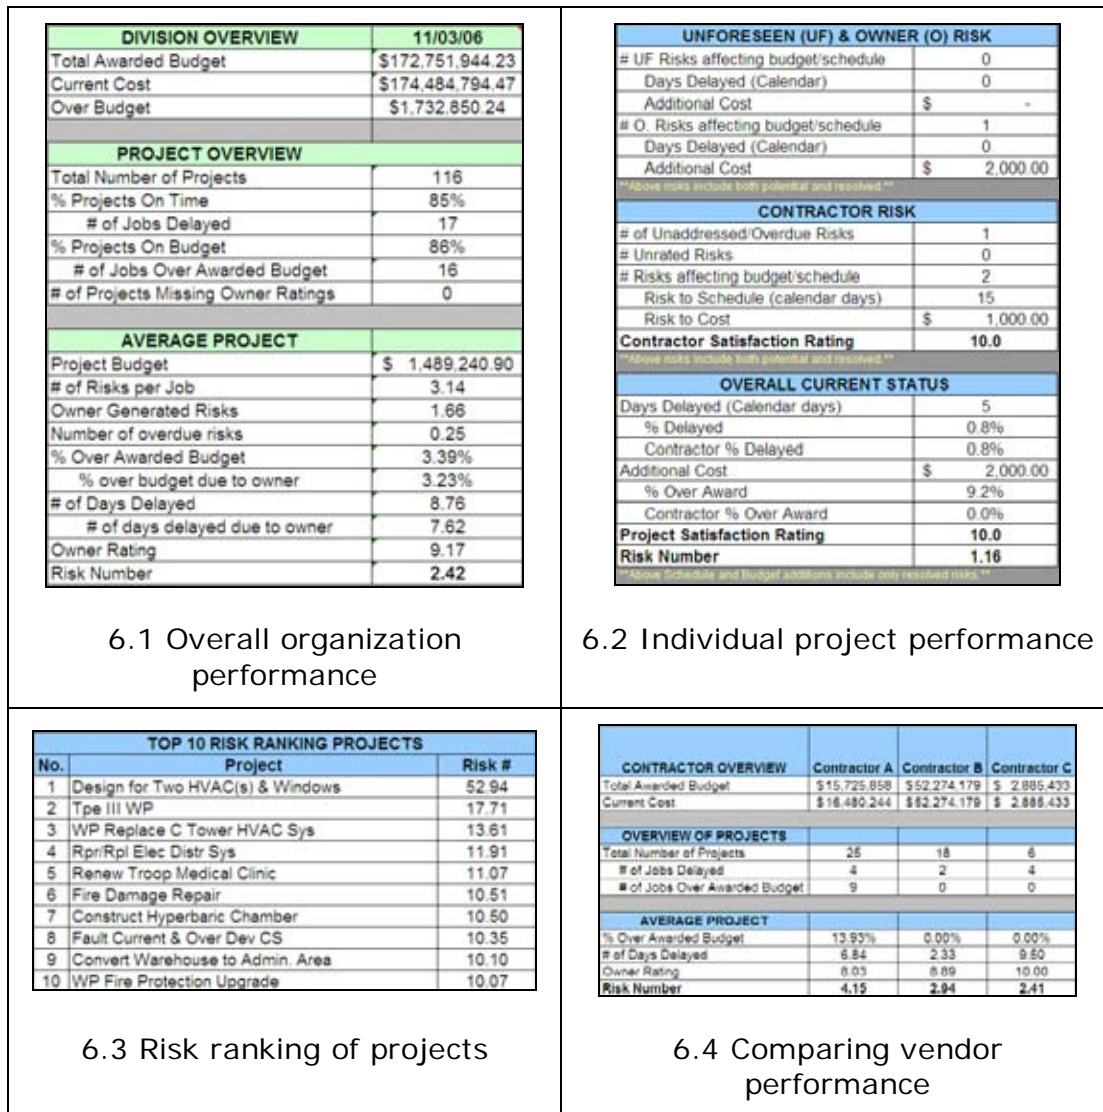 DIVISION OVERVIEW 11/03/06
Total Awarded Budget $172,751,944.23
Current Cost $174,484,794.47
Over Budget $1,732,850.24
PROJECT OVERVIEW
Total Number of Projects 116
% Projects On Time 85%
# of Jobs Delayed 17
% Projects On Budget 86%
# of Jobs Over Awarded Budget 16
# of Projects Missing Owner Ratings 0
AVERAGE PROJECT
Project Budget $ 1,489,240.90
# of Risks per Job 3.14
Owner Generated Risks 1.66
Number of overdue risks 0.25
% Over Awarded Budget 3.39%
% over budget due to owner 3.23%
# of Days Delayed 8.76
# of days delayed due to owner 7.62
Owner Rating 9.17
Risk Number 2.42
6.1 Overall organization
performance
UNFORESEEN (UF) & OWNER (O) RISK
# UF Risks affecting budget/schedule 0
Days Delayed (Calendar) 0
Additional Cost $ -
# O. Risks affecting budget/schedule 1
Days Delayed (Calendar) 0
Additional Cost $ 2,000.00
**Above risks include both potential and resolved.**
CONTRACTOR RISK
# of Unaddressed/Overdue Risks 1
# Unrated Risks 0
# Risks affecting budget/schedule 2
Risk to Schedule (calendar days) 15
Risk to Cost $ 1,000.00
Contractor Satisfaction Rating 10.0
**Above risks include both potential and resolved.**
OVERALL CURRENT STATUS
Days Delayed (Calendar days) 5
% Delayed 0.8%
Contractor % Delayed 0.8%
Additional Cost $ 2,000.00
% Over Award 9.2%
Contractor % Over Award 0.0%
Project Satisfaction Rating 10.0
Risk Number 1.16
**Above Schedule and Budget additions include only resolved risks.**
6.2 Individual project performance
TOP 10 RISK RANKING PROJECTS
No. Project Risk #
1 Design for Two HVAC(s) & Windows 52.94
2 Tpe III WP 17.71
3 WP Replace C Tower HVAC Sys 13.61
4 Rpr/Rpl Elec Distr Sys 11.91
5 Renew Troop Medical Clinic 11.07
6 Fire Damage Repair 10.51
7 Construct Hyperbaric Chamber 10.50
8 Fault Current & Over Dev CS 10.35
9 Convert Warehouse to Admin. Area 10.10
10 WP Fire Protection Upgrade 10.07
6.3 Risk ranking of projects
CONTRACTOR OVERVIEW Contractor A Contractor B Contractor C
Total Awarded Budget $15,725,858 $52,274,179 $ 2,885,433
Current Cost $16,480,244 $52,274,179 $ 2,885,433
OVERVIEW OF PROJECTS
Total Number of Projects 25 18 6
# of Jobs Delayed 4 2 4
# of Jobs Over Awarded Budget 9 0 0
AVERAGE PROJECT
% Over Awarded Budget 13.93% 0.00% 0.00%
# of Days Delayed 6.84 2.33 9.50
Owner Rating 8.03 8.89 10.00
Risk Number 4.15 2.94 2.41
6.4 Comparing vendor
performance